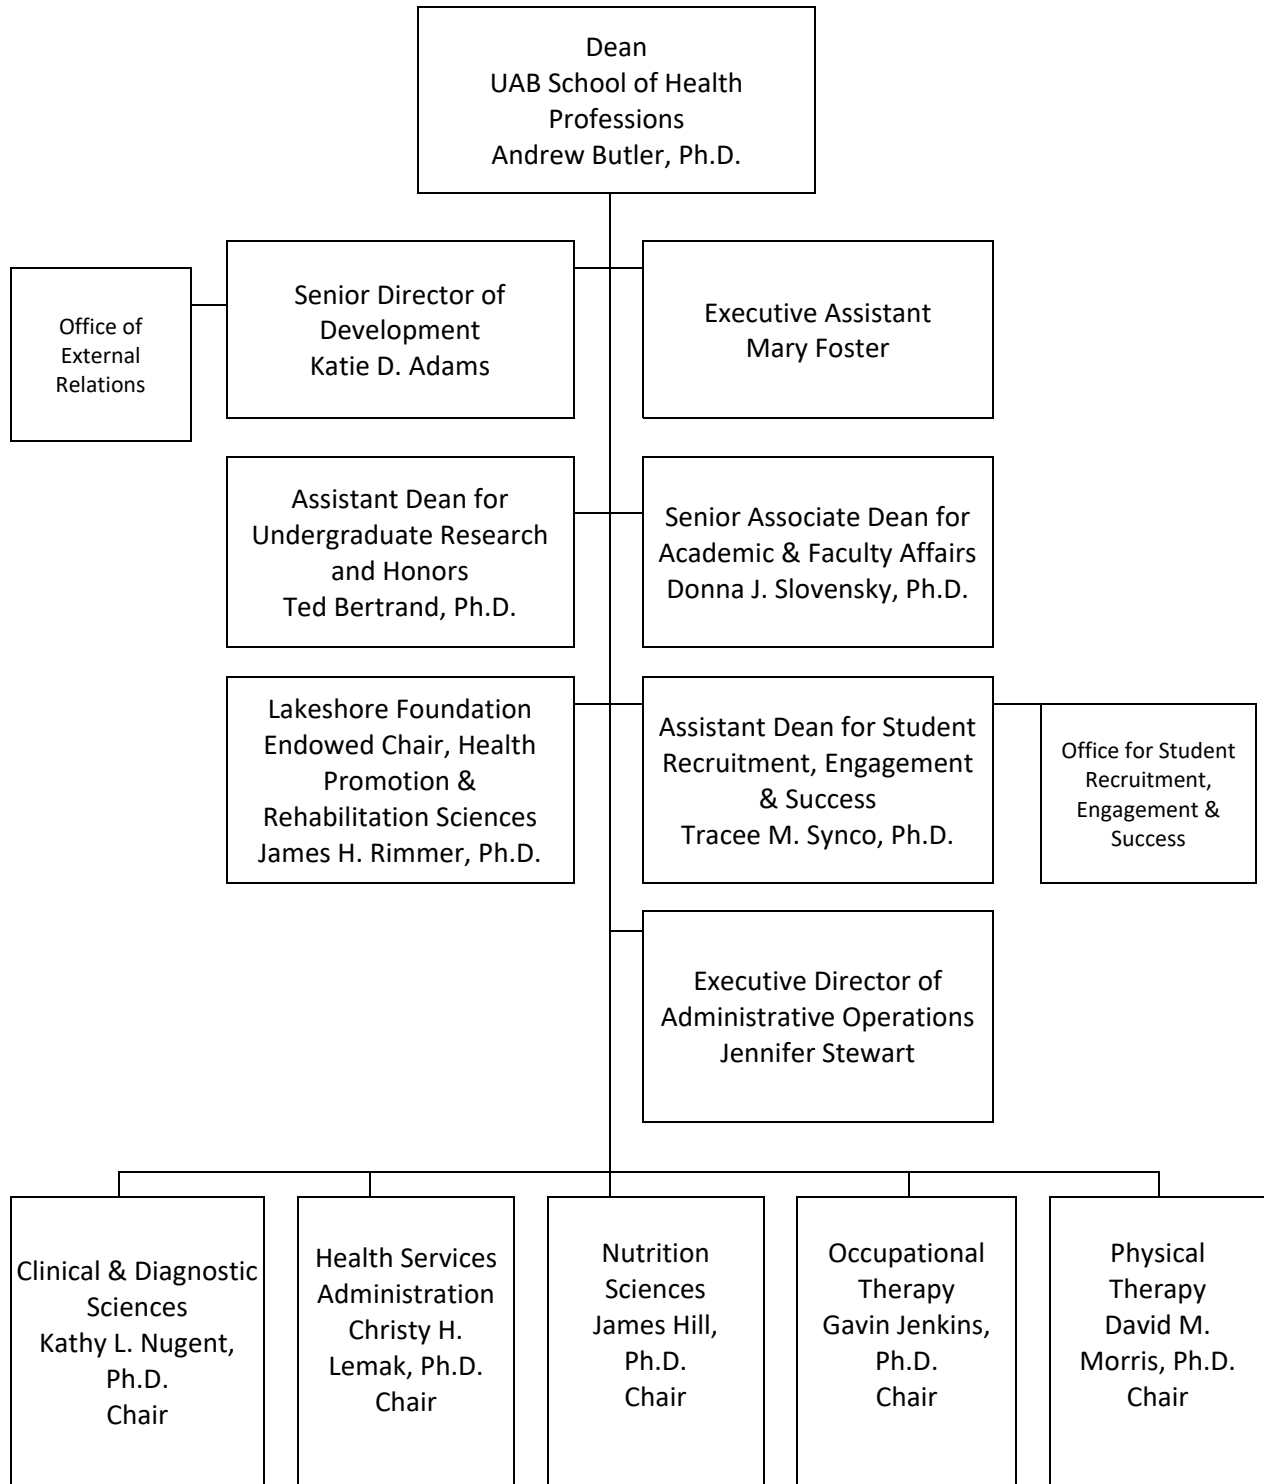 Dean
UAB School of Health
Professions
Andrew Butler, Ph.D.
Office of
External
Relations
Senior Director of
Development
Katie D. Adams
Executive Assistant
Mary Foster
Assistant Dean for
Undergraduate Research
and Honors
Ted Bertrand, Ph.D.
Senior Associate Dean for
Academic & Faculty Affairs
Donna J. Slovensky, Ph.D.
Lakeshore Foundation
Endowed Chair, Health
Promotion &
Rehabilitation Sciences
James H. Rimmer, Ph.D.
Assistant Dean for Student
Recruitment, Engagement
& Success
Tracee M. Synco, Ph.D.
Office for Student
Recruitment,
Engagement &
Success
Executive Director of
Administrative Operations
Jennifer Stewart
Clinical & Diagnostic
Sciences
Kathy L. Nugent,
Ph.D.
Chair
Health Services
Administration
Christy H.
Lemak, Ph.D.
Chair
Nutrition
Sciences
James Hill,
Ph.D.
Chair
Occupational
Therapy
Gavin Jenkins,
Ph.D.
Chair
Physical
Therapy
David M.
Morris, Ph.D.
Chair